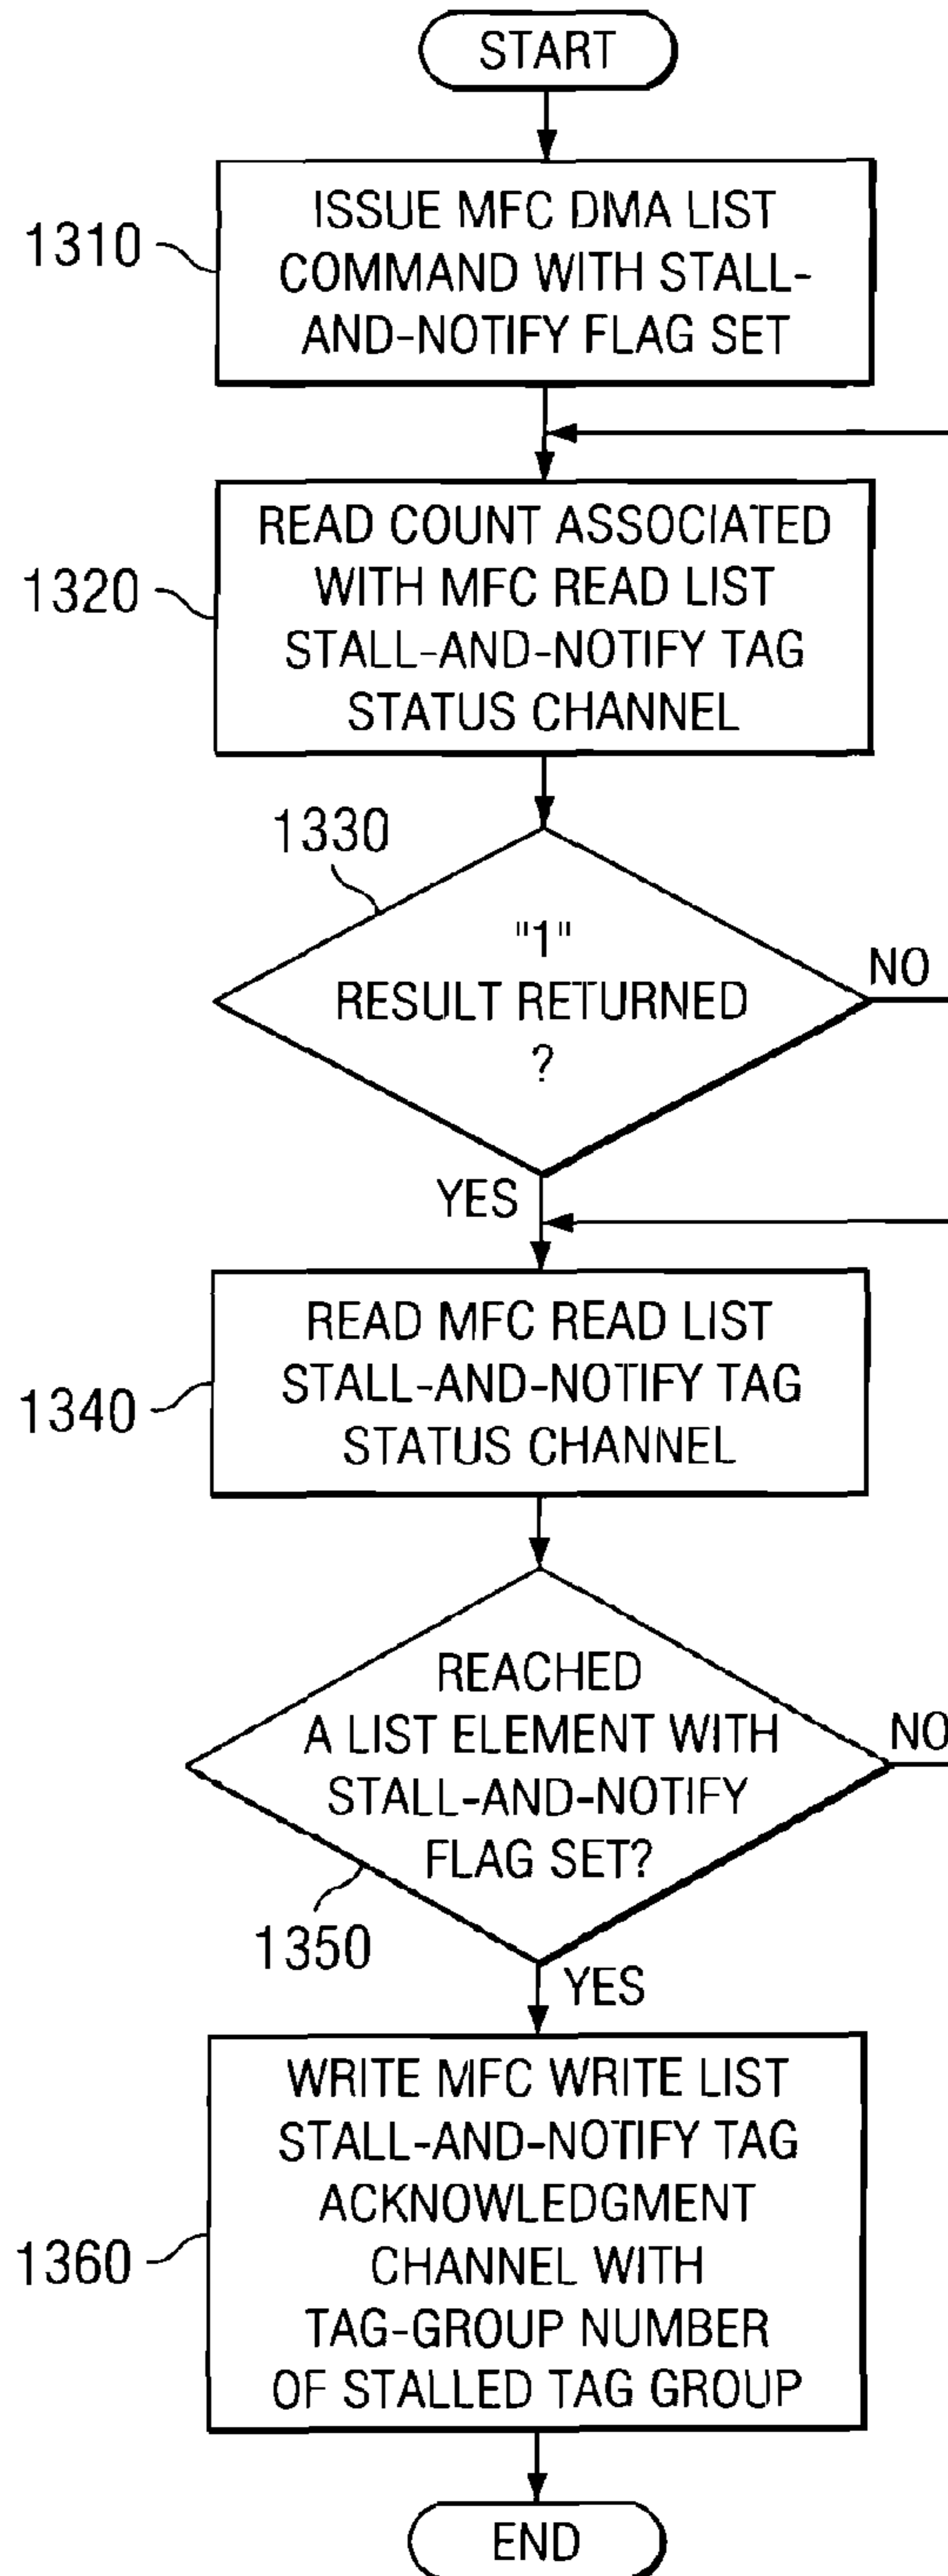 START
1310
ISSUE MFC DMA LIST
COMMAND WITH STALL-
AND-NOTIFY FLAG SET
1320
READ COUNT ASSOCIATED
WITH MFC READ LIST
STALL-AND-NOTIFY TAG
STATUS CHANNEL
1330
"1"
RESULT RETURNED
?
NO
YES
1340
READ MFC READ LIST
STALL-AND-NOTIFY TAG
STATUS CHANNEL
REACHED
A LIST ELEMENT WITH
STALL-AND-NOTIFY
FLAG SET?
NO
1350
YES
1360
WRITE MFC WRITE LIST
STALL-AND-NOTIFY TAG
ACKNOWLEDGMENT
CHANNEL WITH
TAG-GROUP NUMBER
OF STALLED TAG GROUP
END